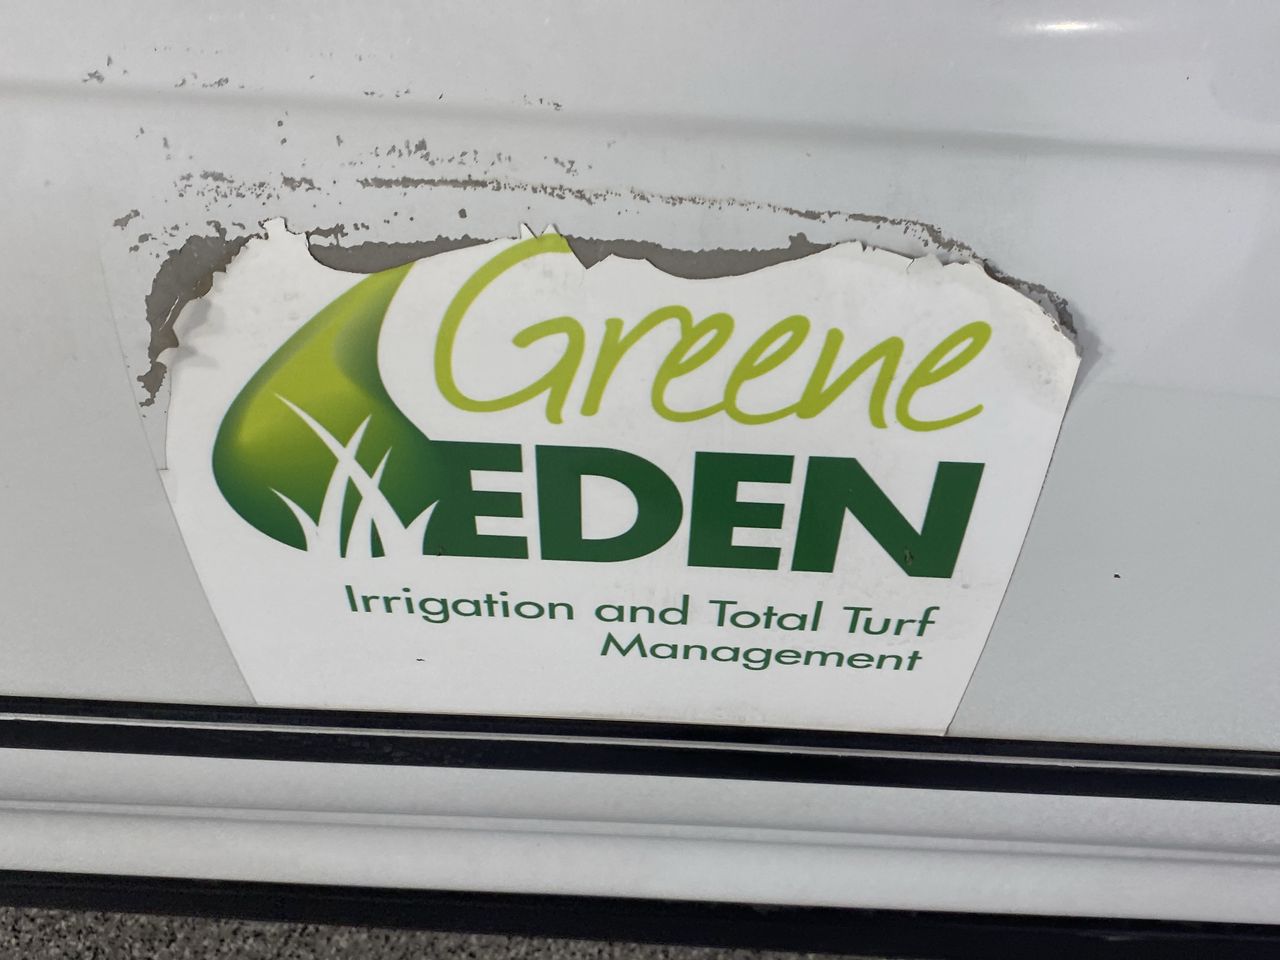 Greene
EDEN
Irrigation and Total Turf
Management